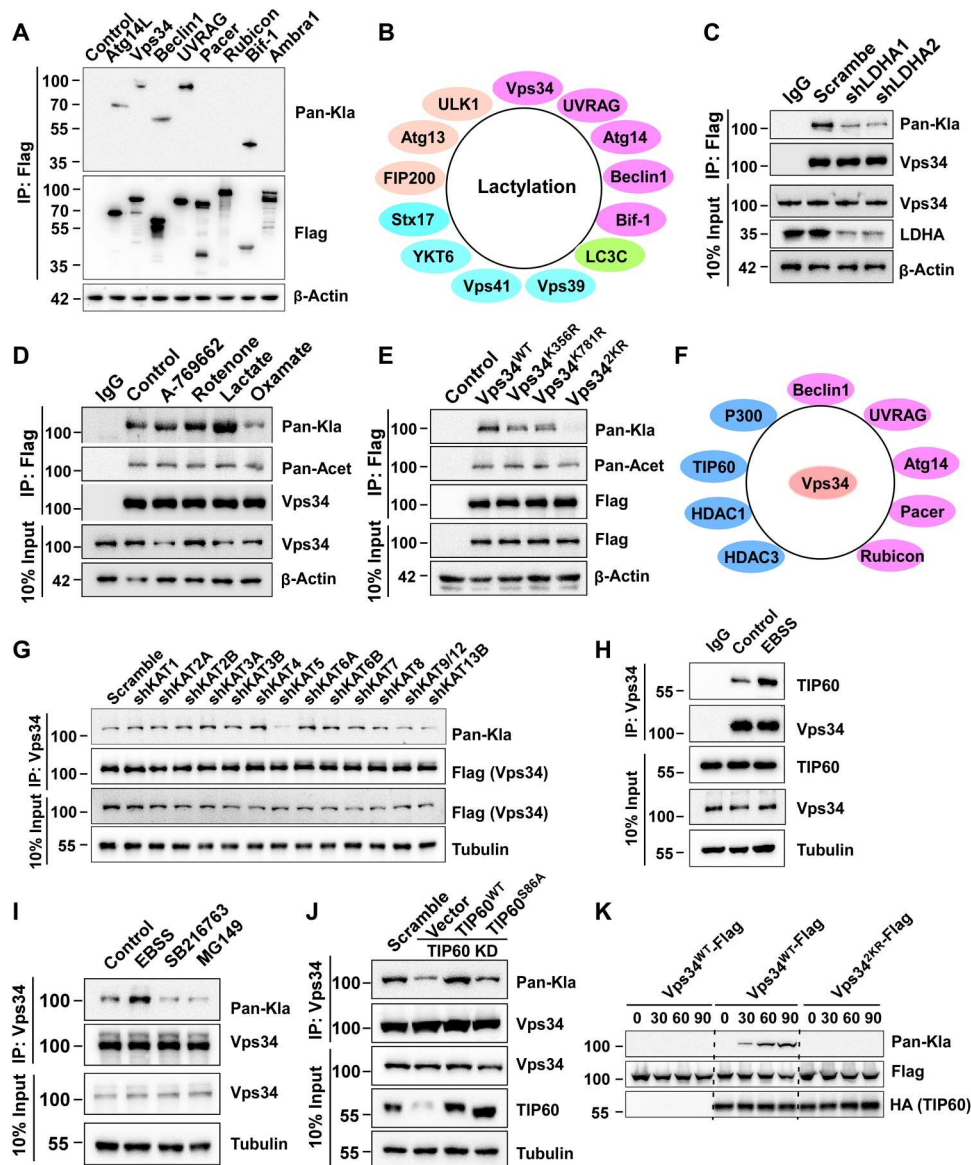 A
Control
Atg14L
Vps34
Beclin1
UVRAG
Pacer
Rubicon
Bif-1
Ambra1
IP: Flag
100
70
55
35
Pan-Kla
100
70
55
35
Flag
42
β-Actin
B
Vps34
UVRAG
Atg14
Beclin1
Bif-1
LC3C
Vps39
Vps41
YKT6
Stx17
FIP200
Atg13
ULK1
Lactylation
C
IgG
Scrambe
shLDHA1
shLDHA2
IP: Flag
100 Pan-Kla
100 Vps34
10% Input
100 Vps34
35 LDHA
42 β-Actin
D
IgG
Control
A-769662
Rotenone
Lactate
Oxamate
IP: Flag
100 Pan-Kla
100 Pan-Acet
100 Vps34
10% Input
100 Vps34
42 β-Actin
E
Control
Vps34WT
Vps34K356R
Vps34K781R
Vps342KR
IP: Flag
100 Pan-Kla
100 Pan-Acet
100 Flag
10% Input
100 Flag
42 β-Actin
F
Beclin1
UVRAG
Atg14
Pacer
Rubicon
HDAC3
HDAC1
TIP60
P300
Vps34
G
Scramble
shKAT1
shKAT2A
shKAT2B
shKAT3A
shKAT3B
shKAT4
shKAT5
shKAT6A
shKAT6B
shKAT7
shKAT8
shKAT9/12
shKAT13B
IP: Vps34
100 Pan-Kla
100 Flag (Vps34)
10% Input
100 Flag (Vps34)
55 Tubulin
H
IgG
Control
EBSS
IP: Vps34
55 TIP60
100 Vps34
10% Input
55 TIP60
100 Vps34
55 Tubulin
I
Control
EBSS
SB216763
MG149
IP: Vps34
100 Pan-Kla
100 Vps34
10% Input
100 Vps34
55 Tubulin
J
Scramble
Vector
TIP60WT
TIP60S86A
TIP60 KD
IP: Vps34
100 Pan-Kla
100 Vps34
10% Input
100 Vps34
55 TIP60
55 Tubulin
K
Vps34WT-Flag
Vps34WT-Flag
Vps342KR-Flag
0 30 60 90 0 30 60 90 0 30 60 90
100 Pan-Kla
100 Flag
55 HA (TIP60)